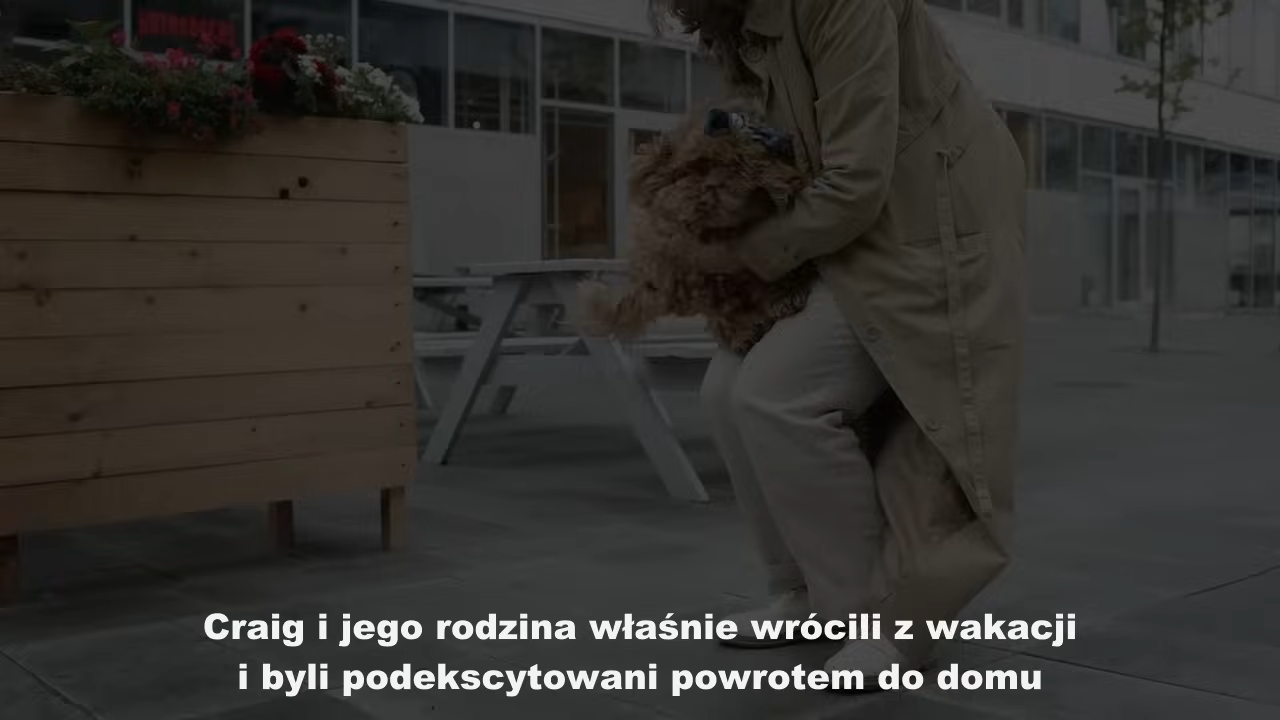 Craig i jego rodzina właśnie wrócili z wakacji
i byli podekscytowani powrotem do domu